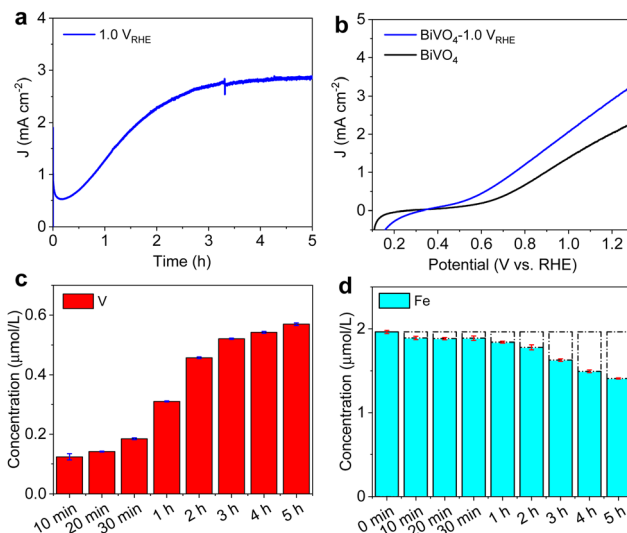 a
1.0 V_RHE
J (mA cm⁻²)
4
3
2
1
0
0 1 2 3 4 5
Time (h)
b
BiVO₄-1.0 V_RHE
BiVO₄
J (mA cm⁻²)
5
4
3
2
1
0
0.2 0.4 0.6 0.8 1.0 1.2
Potential (V vs. RHE)
c
V
Concentration (μmol/L)
0.6
0.4
0.2
0.0
10 min 20 min 30 min 1 h 2 h 3 h 4 h 5 h
d
Fe
Concentration (μmol/L)
2
1
0
0 min 10 min 20 min 30 min 1 h 2 h 3 h 4 h 5 h